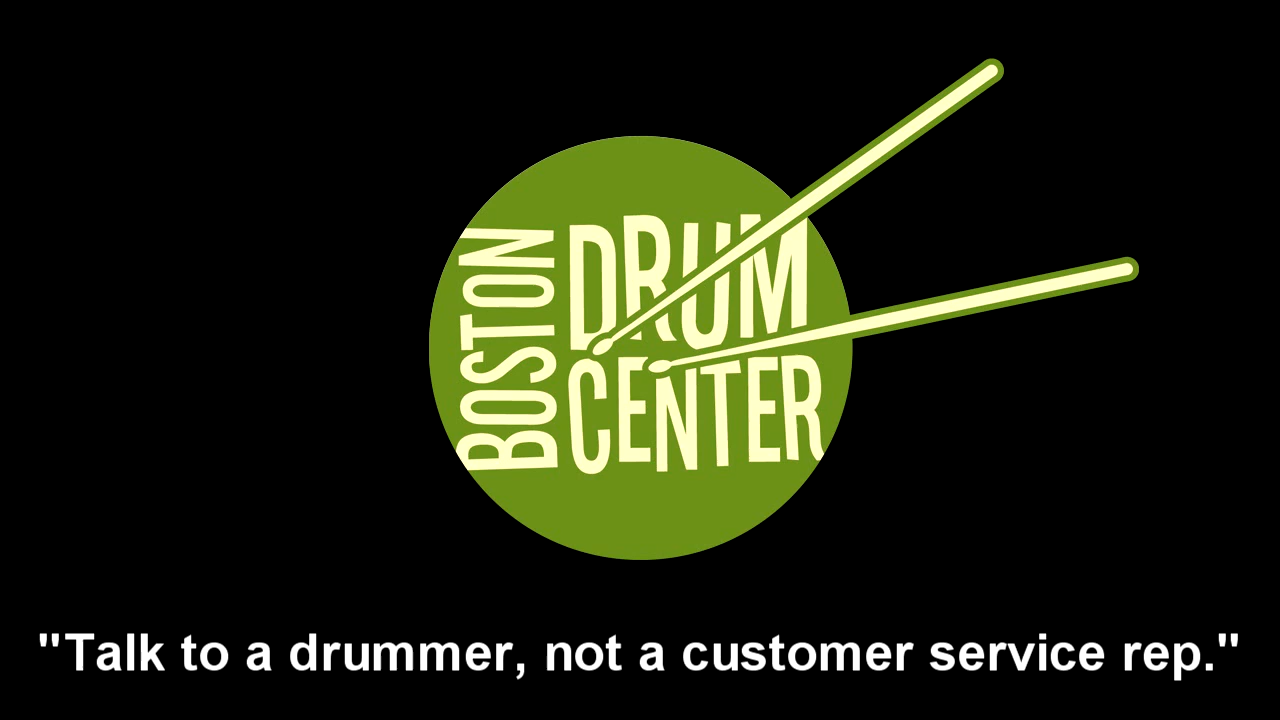 BOSTON
DRUM
CENTER
"Talk to a drummer, not a customer service rep."